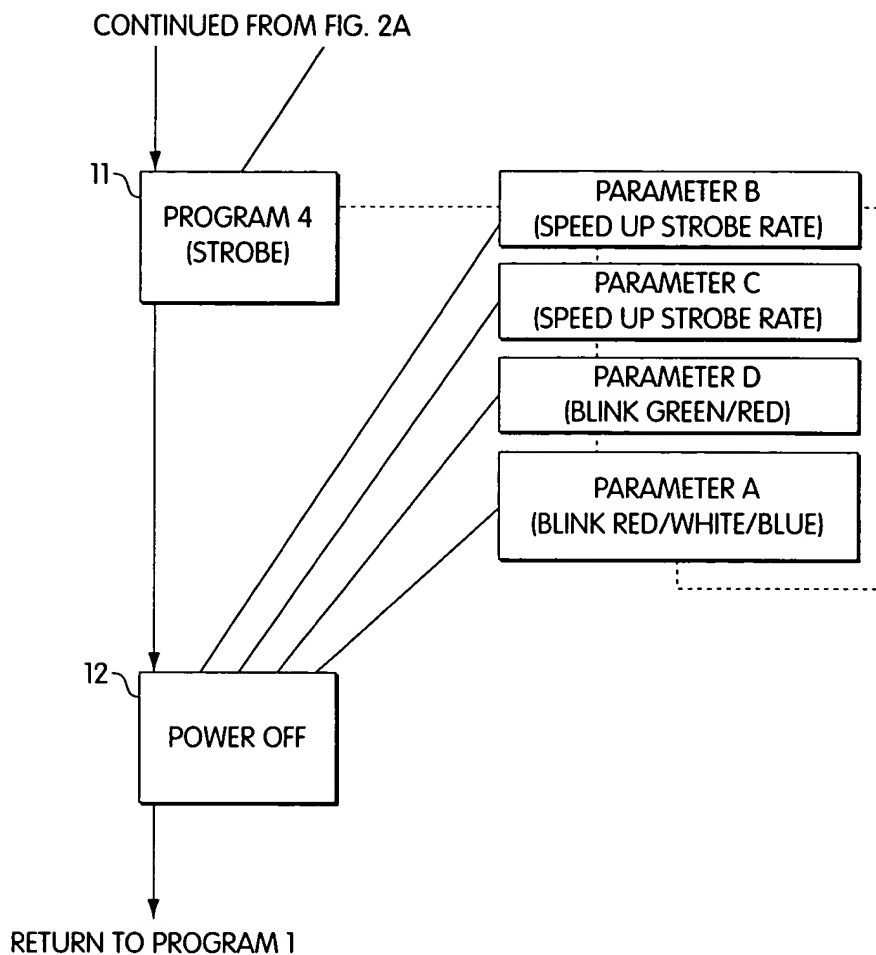 CONTINUED FROM FIG. 2A
11
PROGRAM 4
(STROBE)
PARAMETER B
(SPEED UP STROBE RATE)
PARAMETER C
(SPEED UP STROBE RATE)
PARAMETER D
(BLINK GREEN/RED)
PARAMETER A
(BLINK RED/WHITE/BLUE)
12
POWER OFF
RETURN TO PROGRAM 1